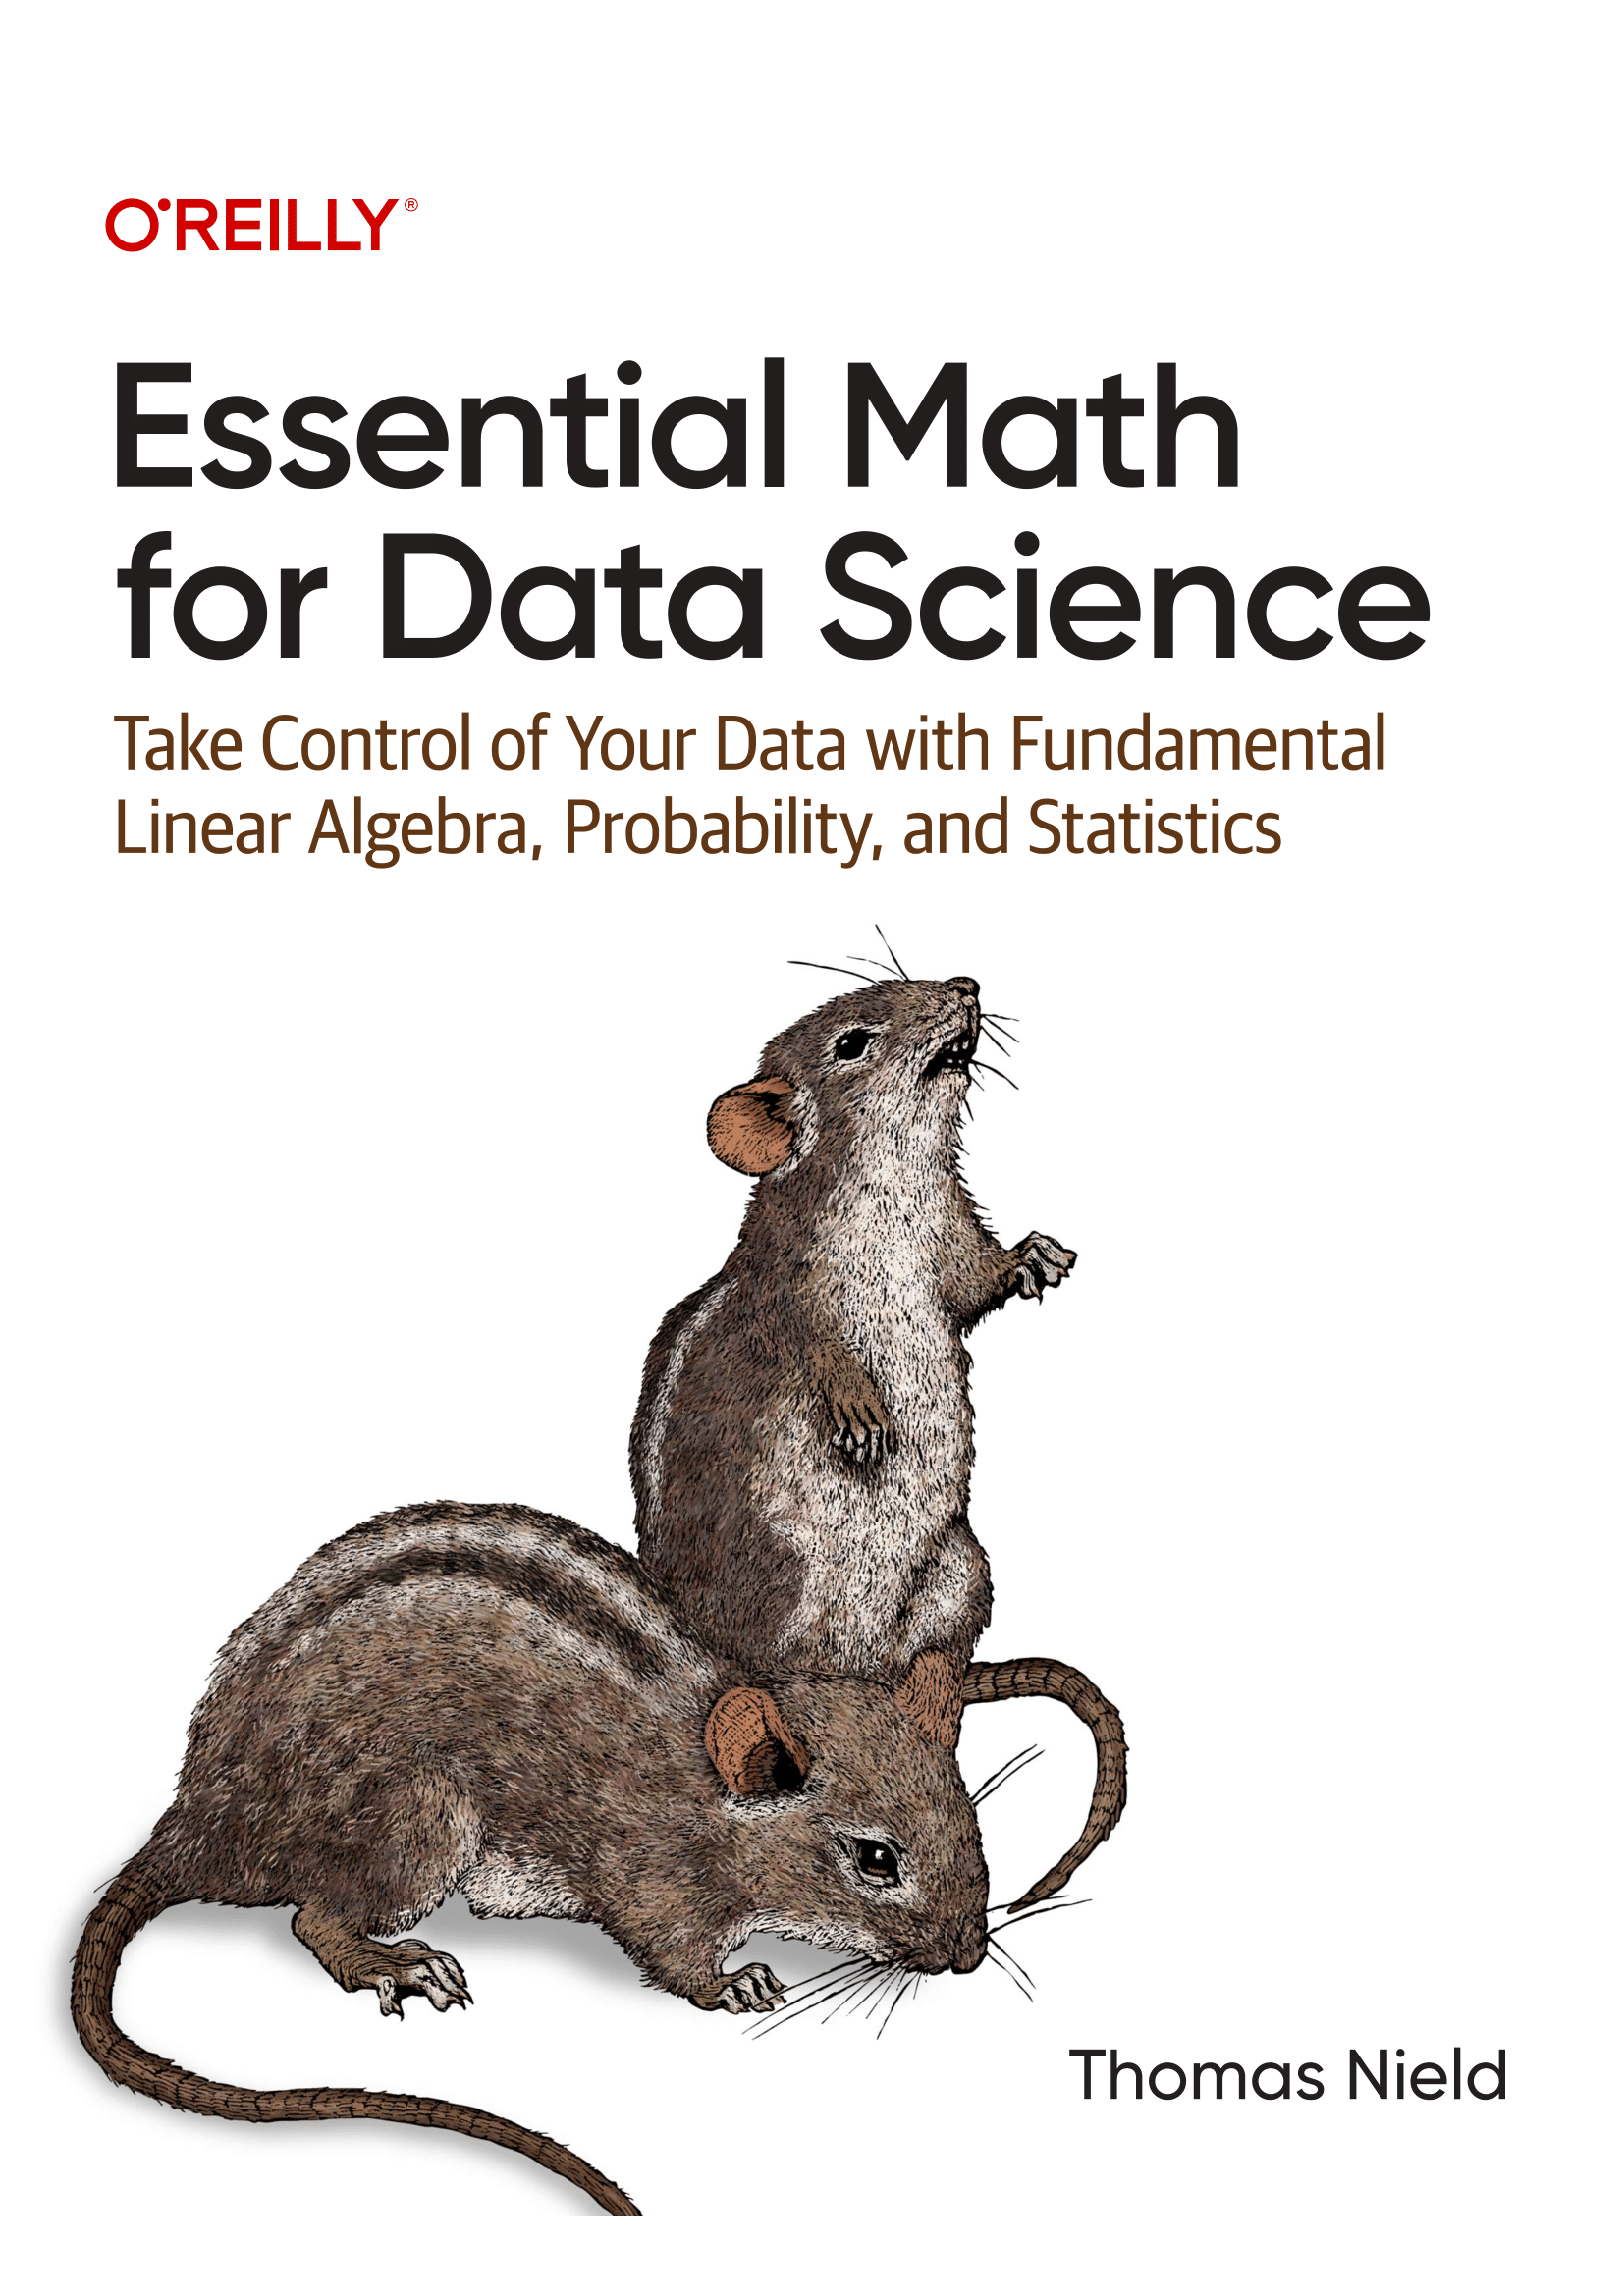 O'REILLY®
Essential Math
for Data Science
Take Control of Your Data with Fundamental
Linear Algebra, Probability, and Statistics
Thomas Nield